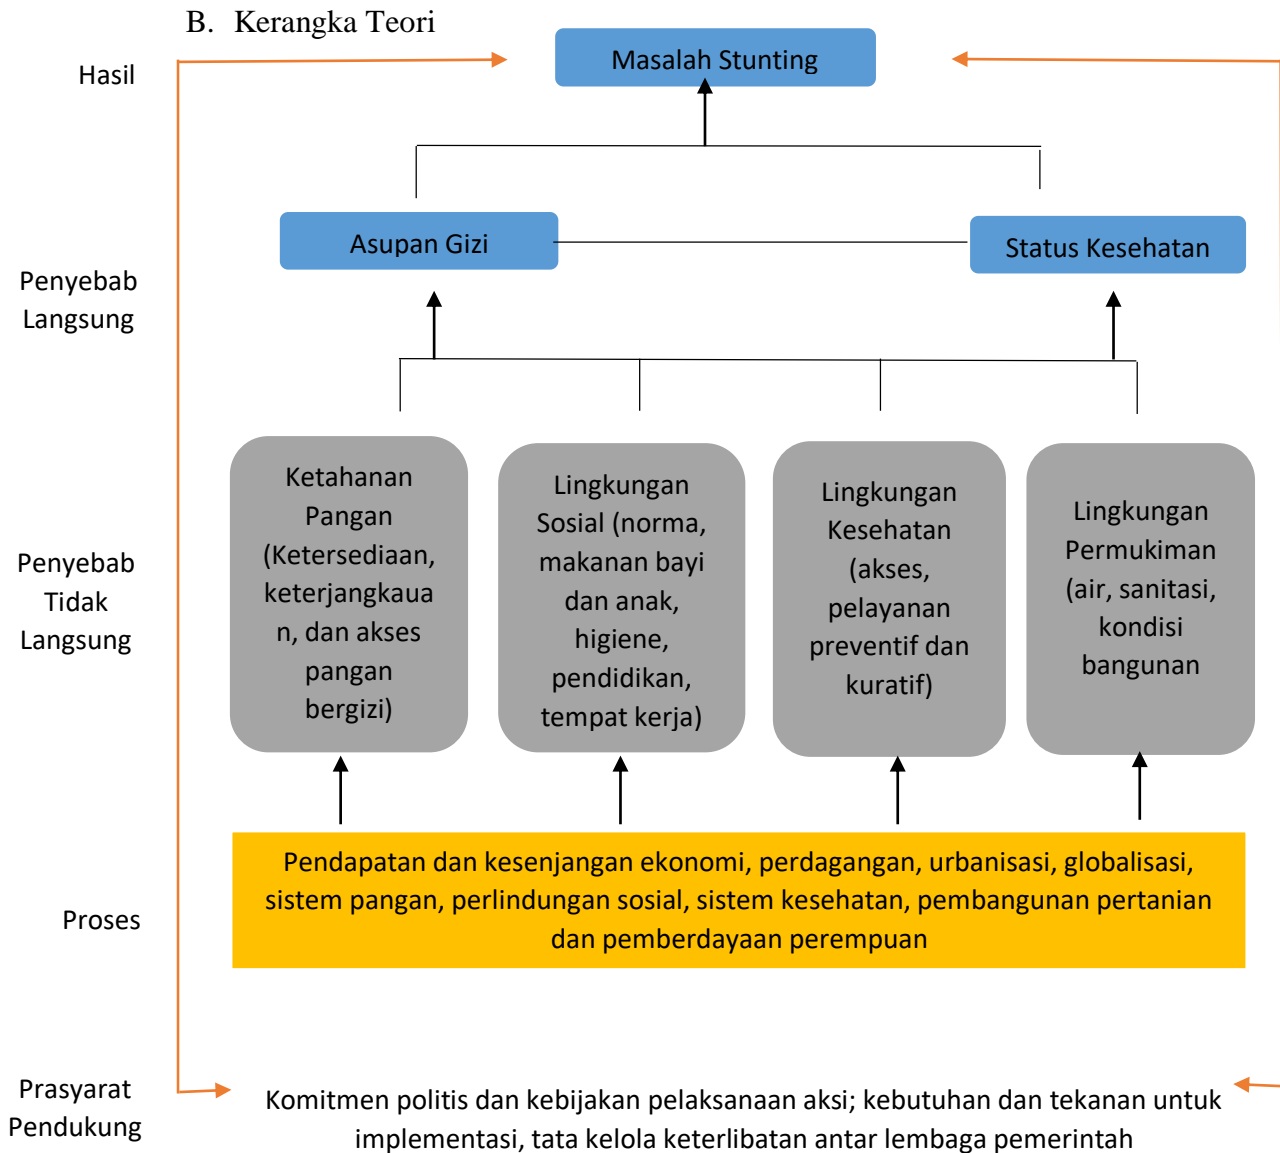 B. Kerangka Teori
Hasil
Masalah Stunting
Asupan Gizi
Status Kesehatan
Penyebab
Langsung
Penyebab
Tidak
Langsung
Ketahanan
Pangan
(Ketersediaan,
keterjangkaua
n, dan akses
pangan
bergizi)
Lingkungan
Sosial (norma,
makanan bayi
dan anak,
higiene,
pendidikan,
tempat kerja)
Lingkungan
Kesehatan
(akses,
pelayanan
preventif dan
kuratif)
Lingkungan
Permukiman
(air, sanitasi,
kondisi
bangunan
Proses
Pendapatan dan kesenjangan ekonomi, perdagangan, urbanisasi, globalisasi,
sistem pangan, perlindungan sosial, sistem kesehatan, pembangunan pertanian
dan pemberdayaan perempuan
Prasyarat
Pendukung
Komitmen politis dan kebijakan pelaksanaan aksi; kebutuhan dan tekanan untuk
implementasi, tata kelola keterlibatan antar lembaga pemerintah